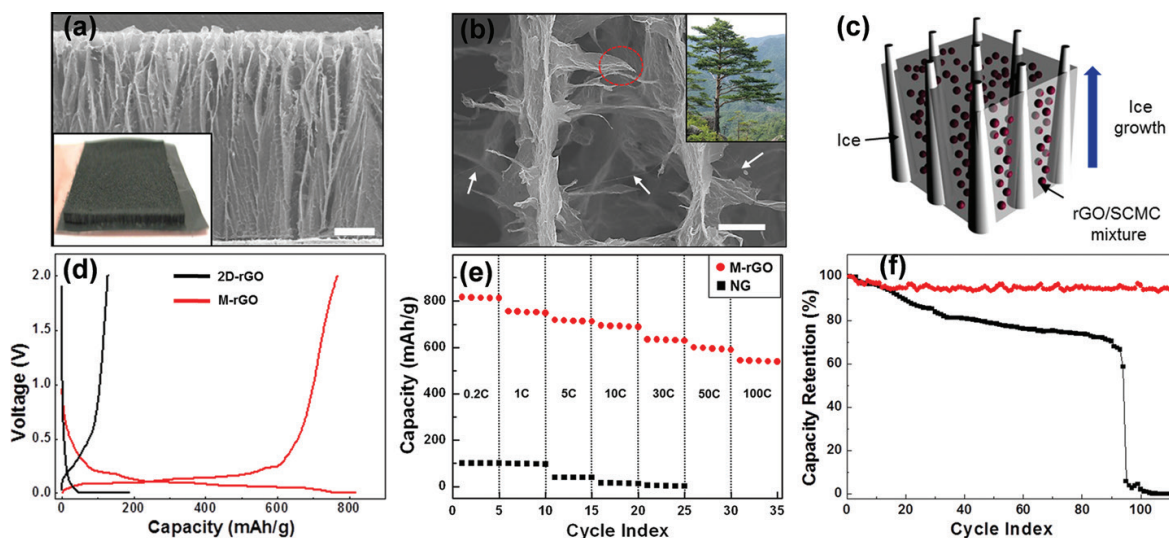 (a)
(b)
(c)
Ice
Ice
growth
rGO/SCMC
mixture
(d)
2D-rGO
M-rGO
2.0
1.5
1.0
0.5
0.0
Voltage (V)
0
200
400
600
800
Capacity (mAh/g)
(e)
M-rGO
NG
800
600
400
200
0
Capacity (mAh/g)
0.2C 1C 5C 10C 30C 50C 100C
0 5 10 15 20 25 30 35
Cycle Index
(f)
100
80
60
40
20
0
Capacity Retention (%)
0 20 40 60 80 100
Cycle Index